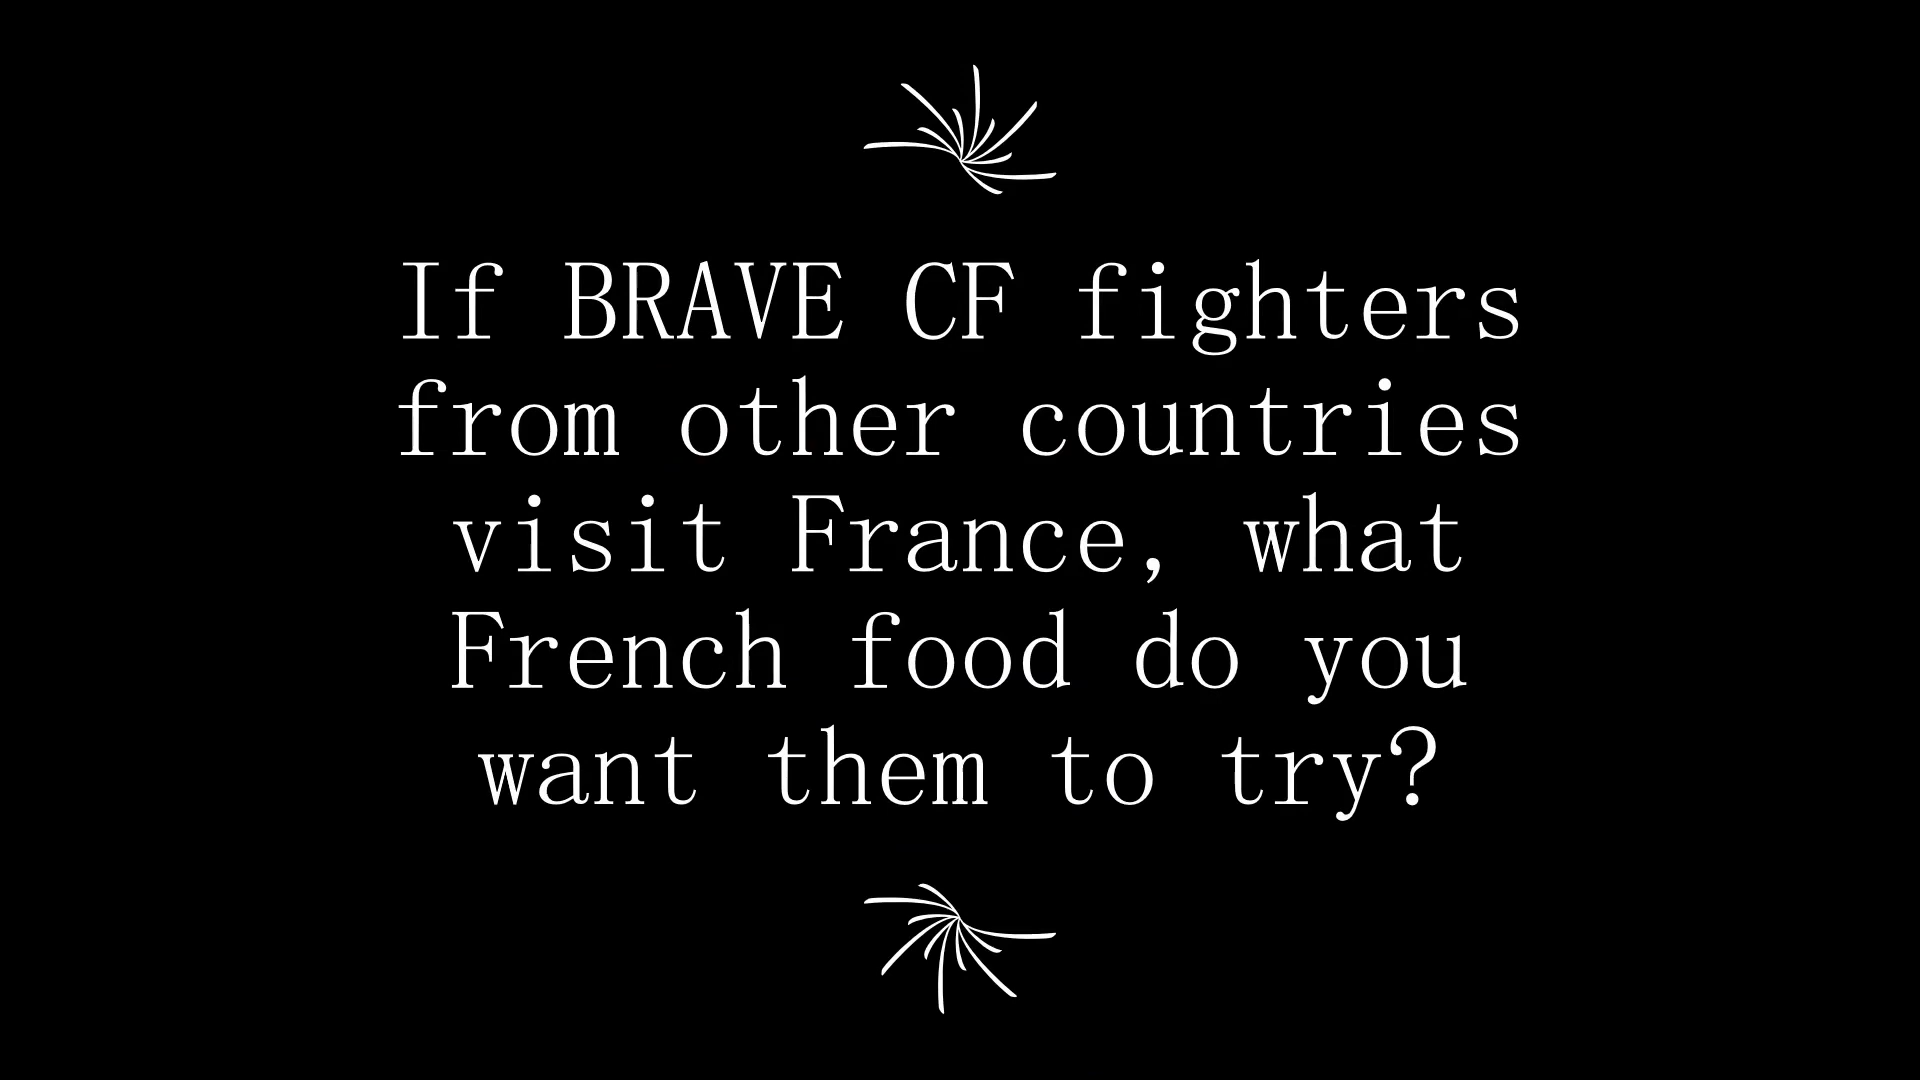 If BRAVE CF fighters
from other countries
visit France, what
French food do you
want them to try?